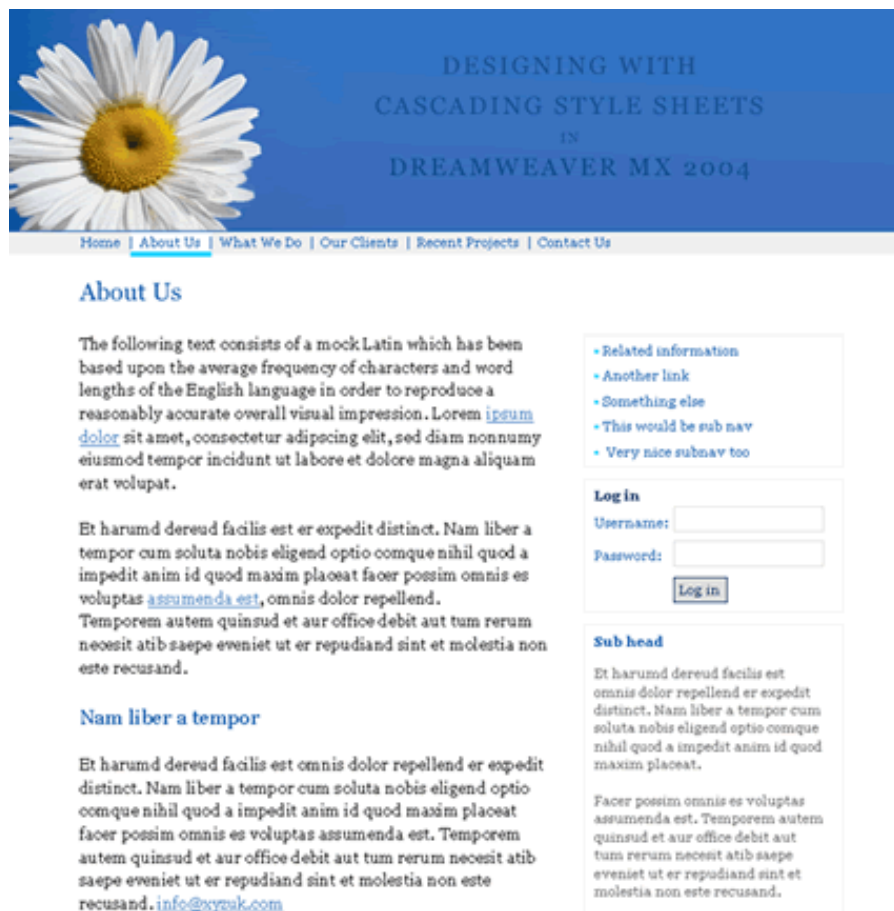 DESIGNING WITH
CASCADING STYLE SHEETS
IN
DREAMWEAVER MX 2004
Home | About Us | What We Do | Our Clients | Recent Projects | Contact Us
About Us
The following text consists of a mock Latin which has been
based upon the average frequency of characters and word
lengths of the English language in order to reproduce a
reasonably accurate overall visual impression. Lorem ipsum
dolor sit amet, consectetur adipscing elit, sed diam nonnumy
eiusmod tempor incidunt ut labore et dolore magna aliquam
erat volupat.
Et harumd dereud facilis est er expedit distinct. Nam liber a
tempor cum soluta nobis eligend optio comque nihil quod a
impedit anim id quod maxim placeat facer possim omnis es
voluptas assumenda est, omnis dolor repellend.
Temporem autem quinsud et aur office debit aut tum rerum
necesit atib saepe eveniet ut er repudiand sint et molestia non
este recusand.
Nam liber a tempor
Et harumd dereud facilis est omnis dolor repellend er expedit
distinct. Nam liber a tempor cum soluta nobis eligend optio
comque nihil quod a impedit anim id quod maxim placeat
facer possim omnis es voluptas assumenda est. Temporem
autem quinsud et aur office debit aut tum rerum necesit atib
saepe eveniet ut er repudiand sint et molestia non este
recusand. info@xyzuk.com
• Related information
• Another link
• Something else
• This would be sub nav
• Very nice subnav too
Log in
Username:
Password:
Log in
Sub head
Et harumd dereud facilis est
omnis dolor repellend er expedit
distinct. Nam liber a tempor cum
soluta nobis eligend optio comque
nihil quod a impedit anim id quod
maxim placeat.
Facer possim omnis es voluptas
assumenda est. Temporem autem
quinsud et aur office debit aut
tum rerum necesit atib saepe
eveniet ut er repudiand sint et
molestia non este recusand.